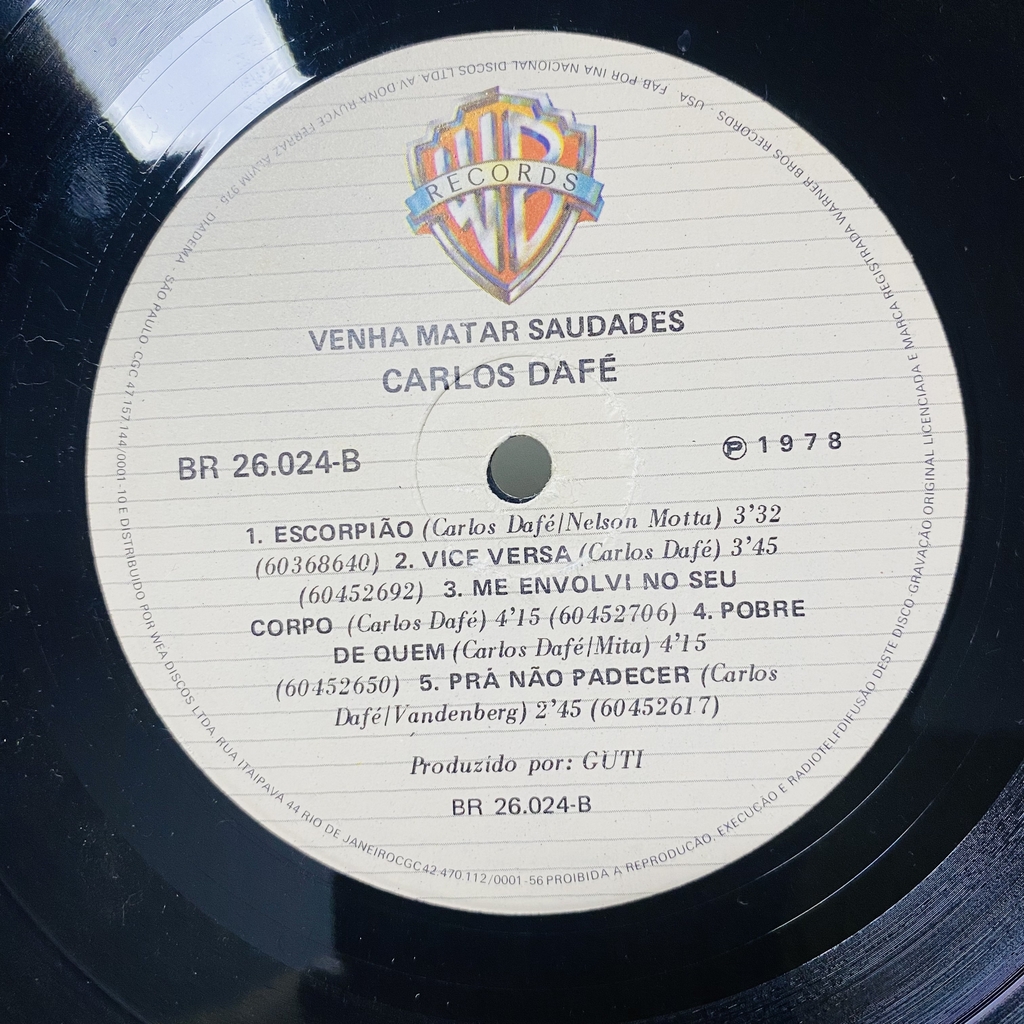 WB
RECORDS
VENHA MATAR SAUDADES
CARLOS DAFÉ
BR 26.024-B
Ⓟ 1978
1. ESCORPIÃO (Carlos Dafé/Nelson Motta) 3'32
(60368640) 2. VICE VERSA (Carlos Dafé) 3'45
(60452692) 3. ME ENVOLVI NO SEU
CORPO (Carlos Dafé) 4'15 (60452706) 4. POBRE
DE QUEM (Carlos Dafé/Mita) 4'15
(60452650) 5. PRÁ NÃO PADECER (Carlos
Dafé/Vandenberg) 2'45 (60452617)
Produzido por: GUTI
BR 26.024-B
FAB. POR INA NACIONAL DISCOS LTDA AV DONA RUYCE FERRAZ ALVIM 976 DIADEMA - SÃO PAULO CGC 47.157.144/0001-10 E DISTRIBUIDO POR WEA DISCOS LTDA RUA ITAIPAVA 44 RIO DE JANEIRO CGC 42.470.112/0001-56 PROIBIDA A REPRODUÇÃO, EXECUÇÃO E RADIOTELEDIFUSÃO DESTE DISCO GRAVAÇÃO ORIGINAL LICENCIADA E MARCA REGISTRADA WARNER BROS RECORDS - USA